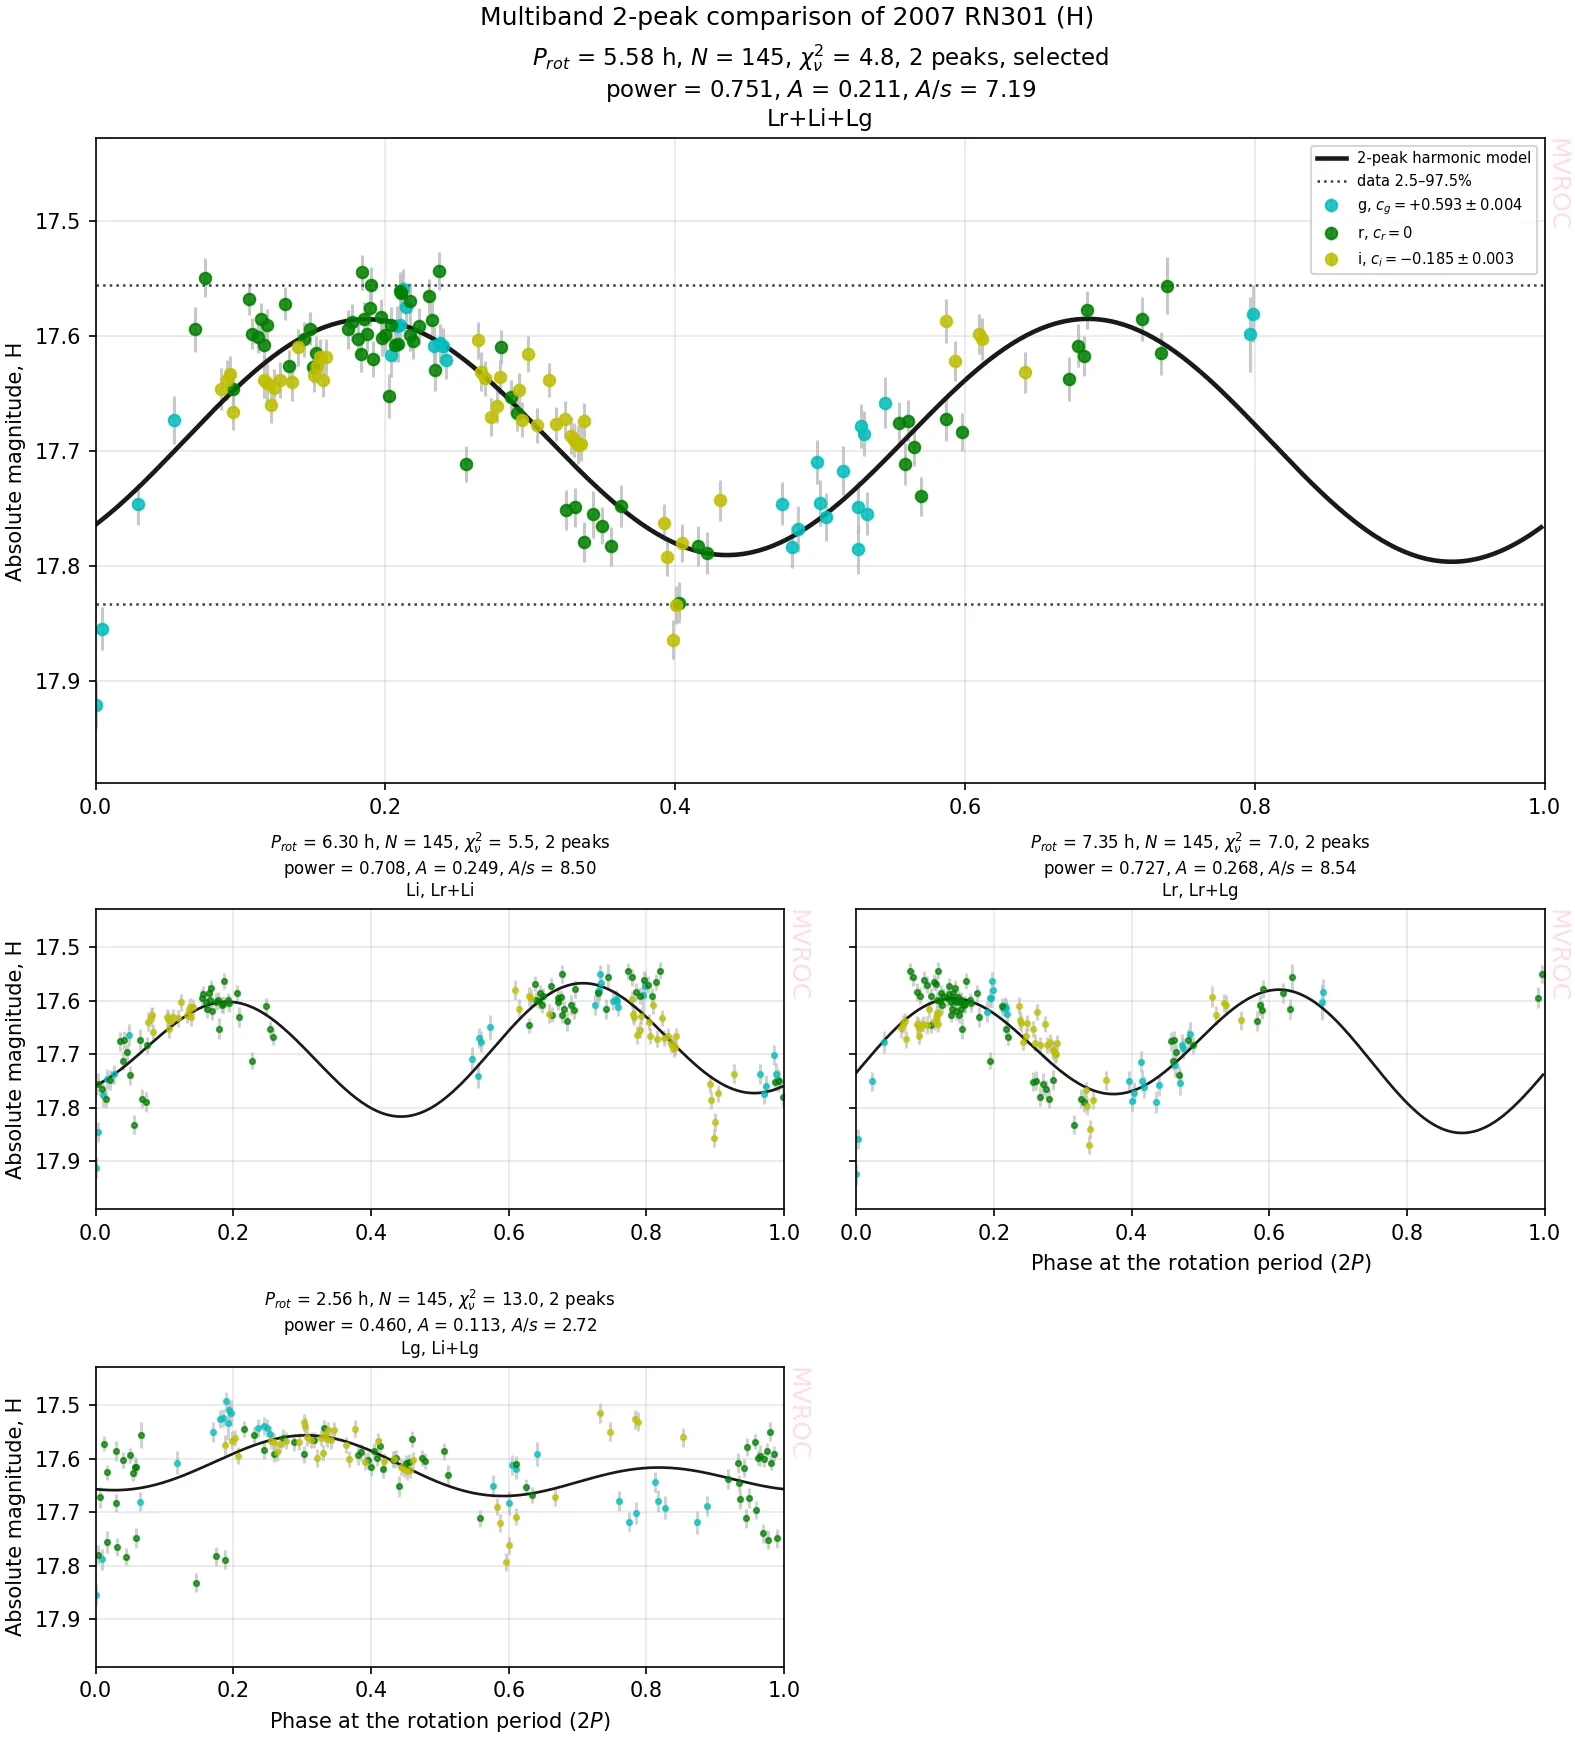 Multiband 2-peak comparison of 2007 RN301 (H)
P_rot = 5.58 h, N = 145, χ²_ν = 4.8, 2 peaks, selected
power = 0.751, A = 0.211, A/s = 7.19
Lr+Li+Lg
2-peak harmonic model
data 2.5–97.5%
g, c_g = +0.593 ± 0.004
r, c_r = 0
i, c_i = −0.185 ± 0.003
MVROC
Absolute magnitude, H
17.5
17.6
17.7
17.8
17.9
0.0 0.2 0.4 0.6 0.8 1.0
P_rot = 6.30 h, N = 145, χ²_ν = 5.5, 2 peaks
power = 0.708, A = 0.249, A/s = 8.50
Li, Lr+Li
MVROC
Absolute magnitude, H
17.5
17.6
17.7
17.8
17.9
0.0 0.2 0.4 0.6 0.8 1.0
P_rot = 7.35 h, N = 145, χ²_ν = 7.0, 2 peaks
power = 0.727, A = 0.268, A/s = 8.54
Lr, Lr+Lg
MVROC
0.0 0.2 0.4 0.6 0.8 1.0
Phase at the rotation period (2P)
P_rot = 2.56 h, N = 145, χ²_ν = 13.0, 2 peaks
power = 0.460, A = 0.113, A/s = 2.72
Lg, Li+Lg
MVROC
Absolute magnitude, H
17.5
17.6
17.7
17.8
17.9
0.0 0.2 0.4 0.6 0.8 1.0
Phase at the rotation period (2P)